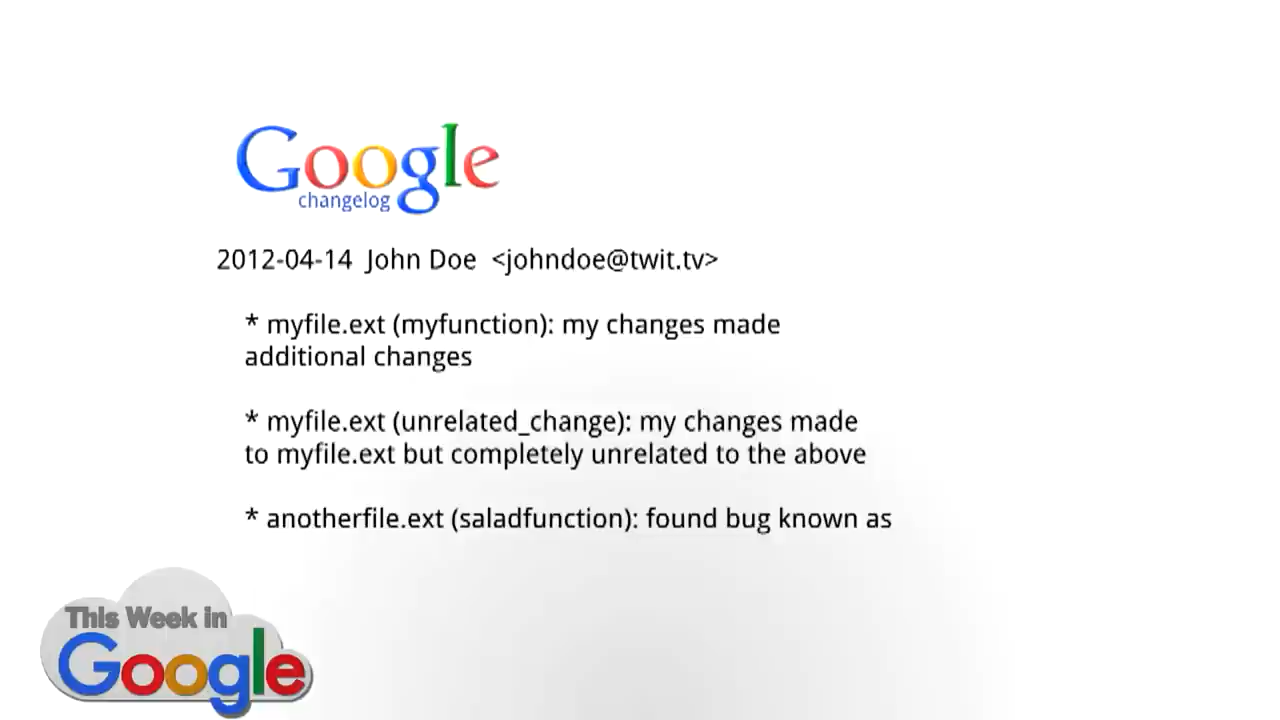 Google
changelog
2012-04-14 John Doe <johndoe@twit.tv>
* myfile.ext (myfunction): my changes made
additional changes
* myfile.ext (unrelated_change): my changes made
to myfile.ext but completely unrelated to the above
* anotherfile.ext (saladfunction): found bug known as
This Week in
Google